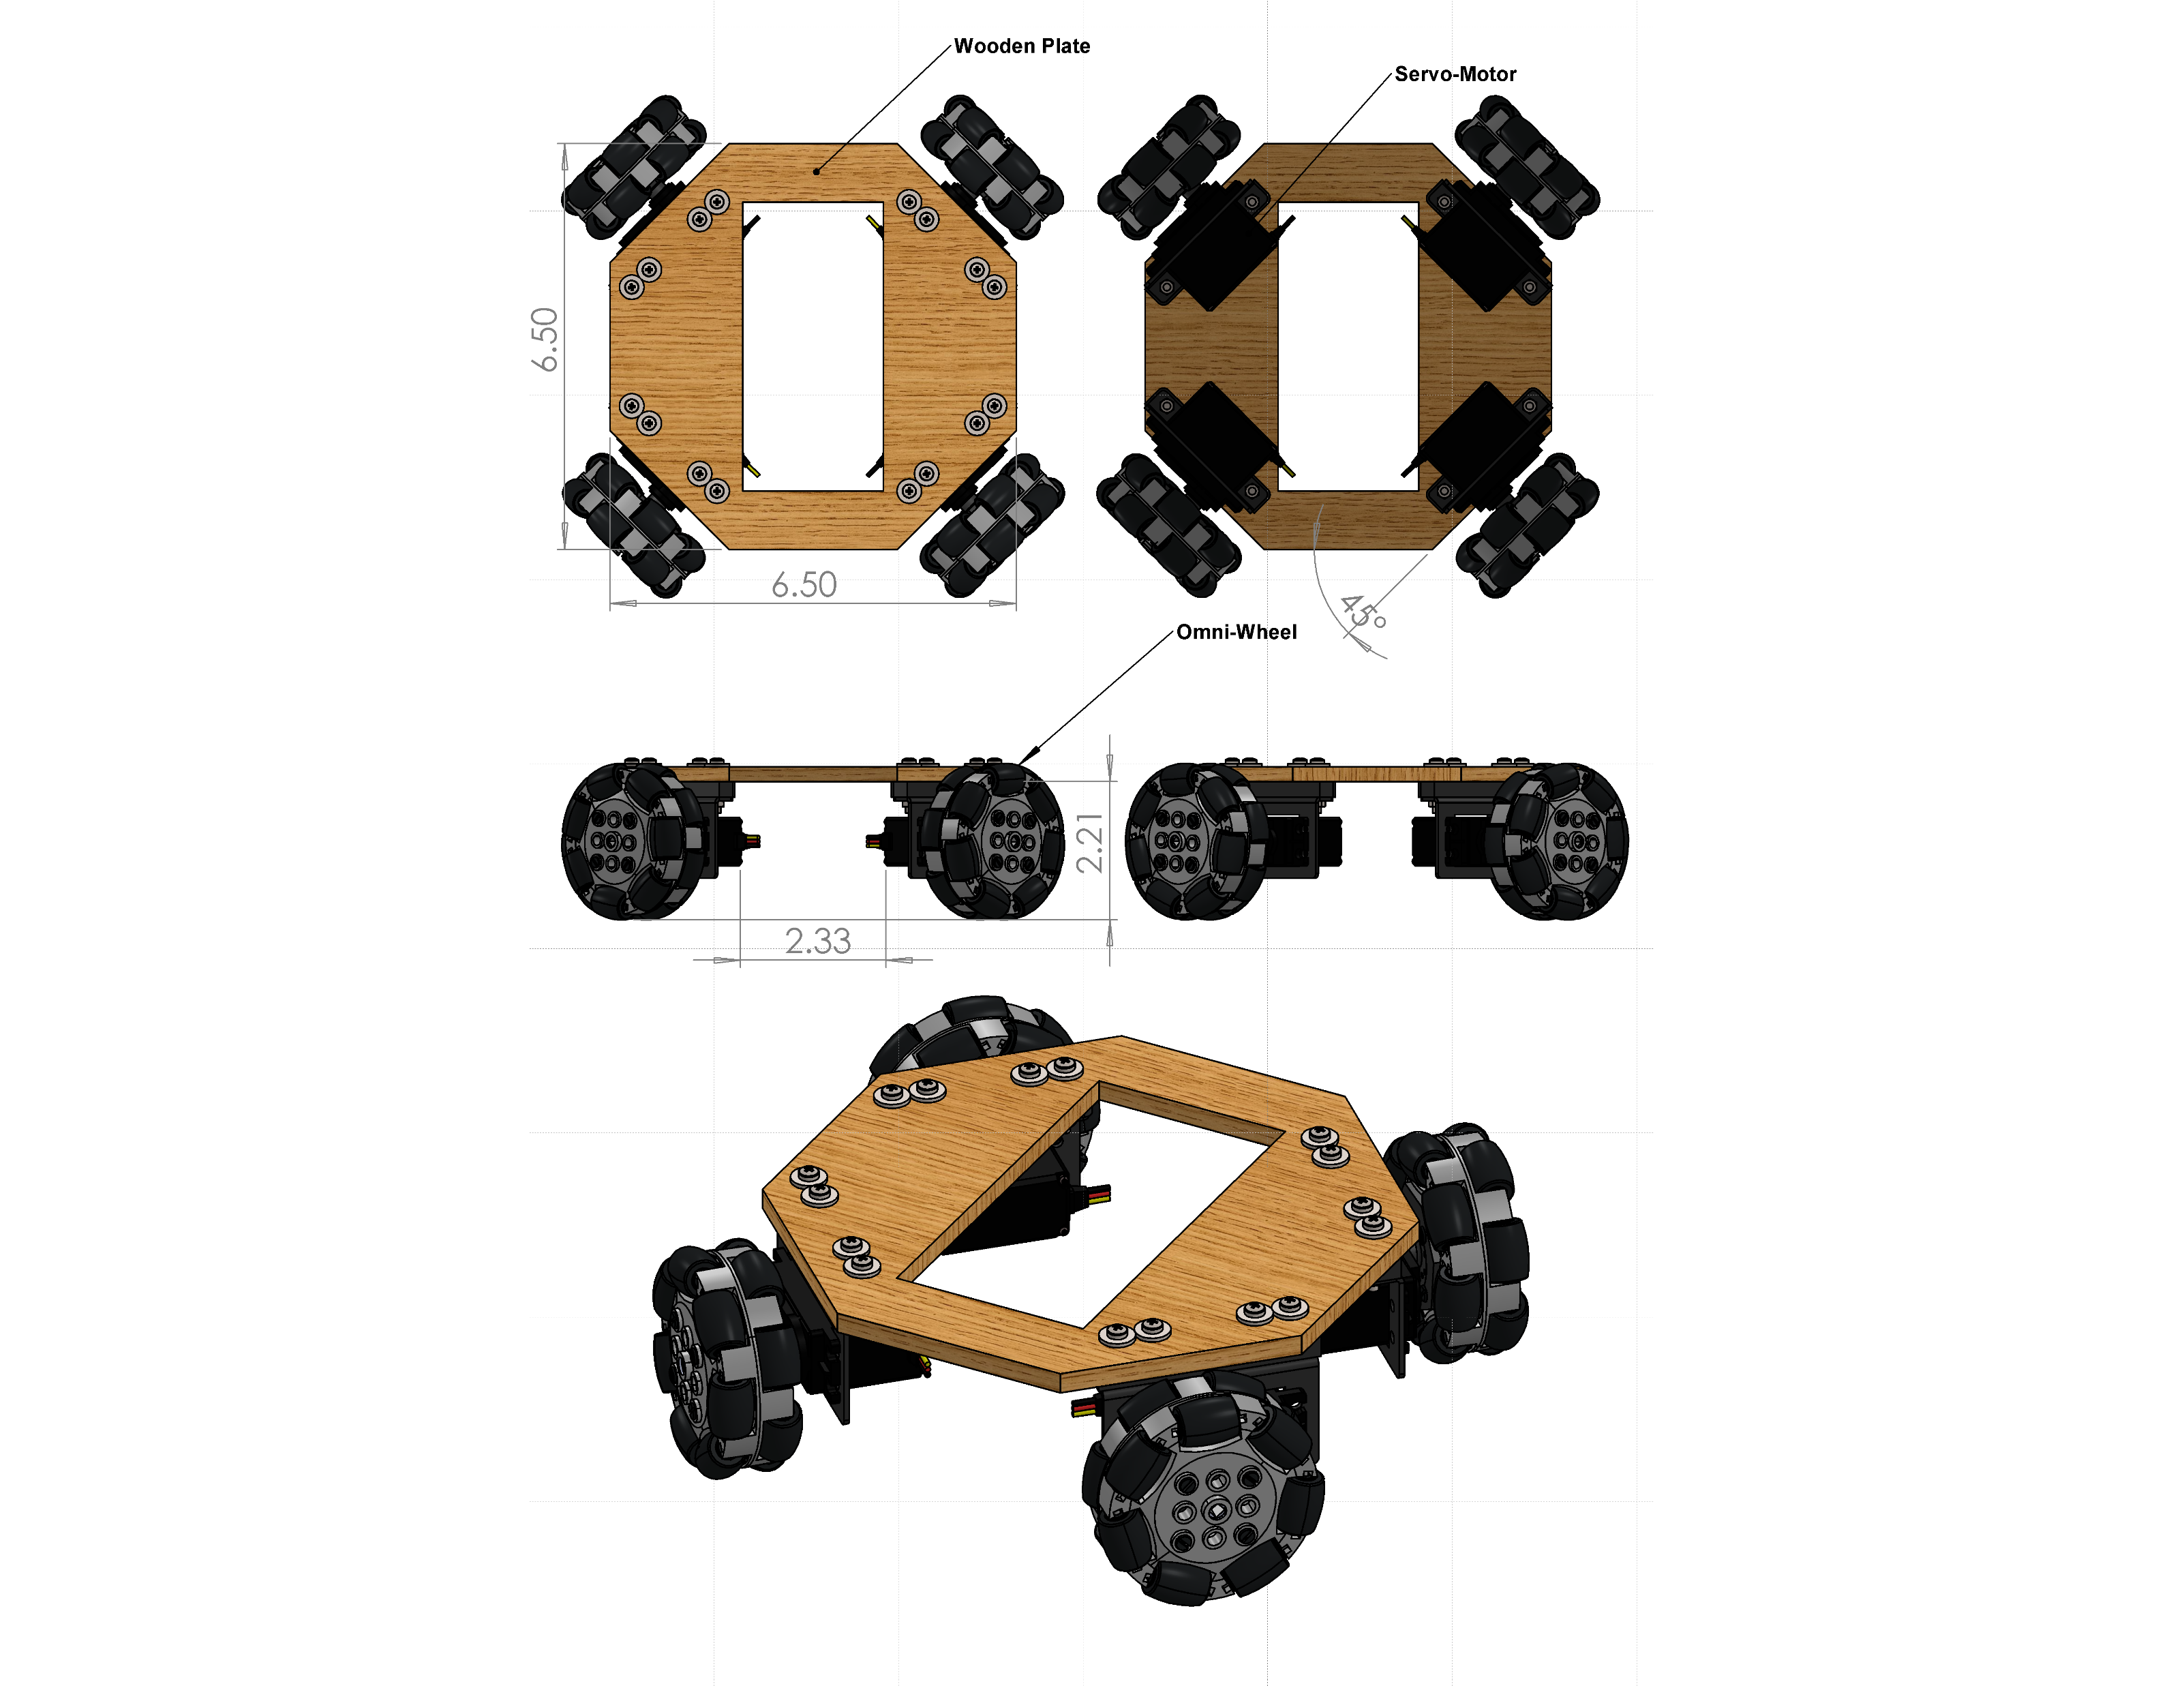 Wooden Plate
Servo-Motor
6.50
6.50
45°
Omni-Wheel
2.21
2.33